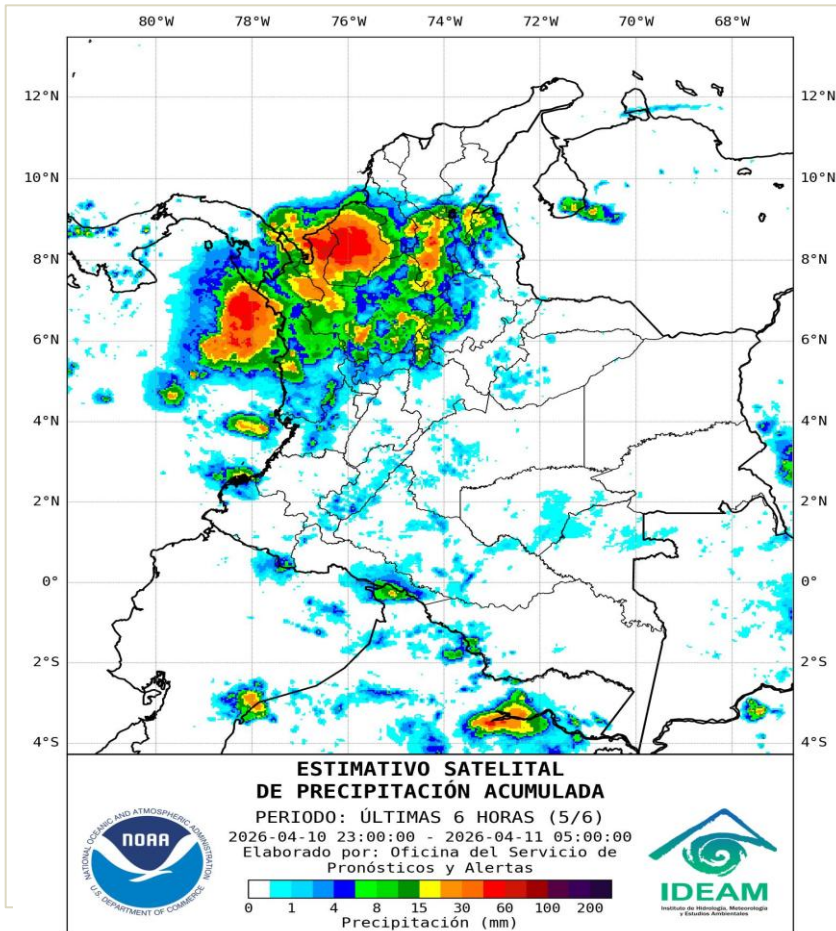 80°W 78°W 76°W 74°W 72°W 70°W 68°W
12°N 12°N
10°N 10°N
8°N 8°N
6°N 6°N
4°N 4°N
2°N 2°N
0° 0°
2°S 2°S
4°S 4°S
ESTIMATIVO SATELITAL
DE PRECIPITACIÓN ACUMULADA
PERIODO: ÚLTIMAS 6 HORAS (5/6)
2026-04-10 23:00:00 - 2026-04-11 05:00:00
Elaborado por: Oficina del Servicio de
Pronósticos y Alertas
0 1 4 8 15 30 60 100 200
Precipitación (mm)
NATIONAL OCEANIC AND ATMOSPHERIC ADMINISTRATION
NOAA
U.S. DEPARTMENT OF COMMERCE
IDEAM
Instituto de Hidrología, Meteorología
y Estudios Ambientales